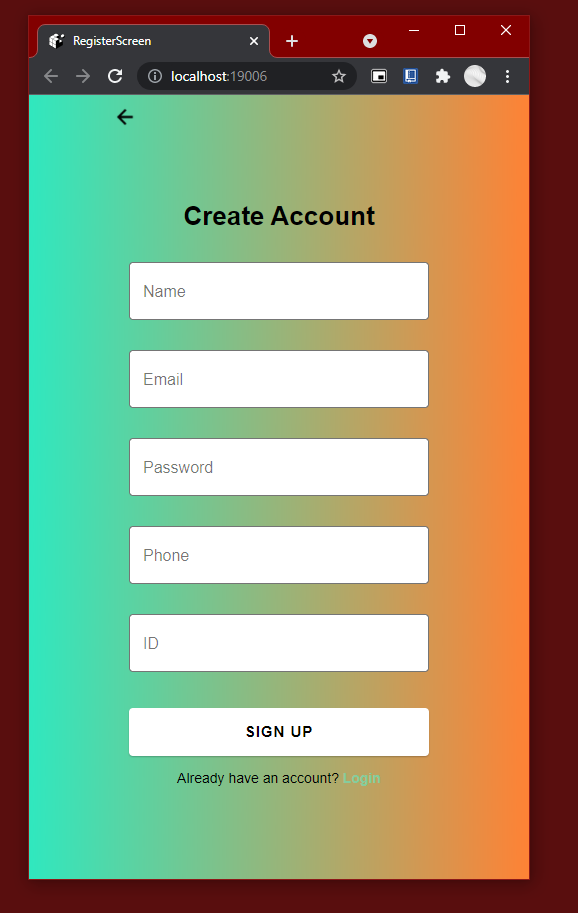 RegisterScreen
localhost:19006
Create Account
Name
Email
Password
Phone
ID
SIGN UP
Already have an account? Login